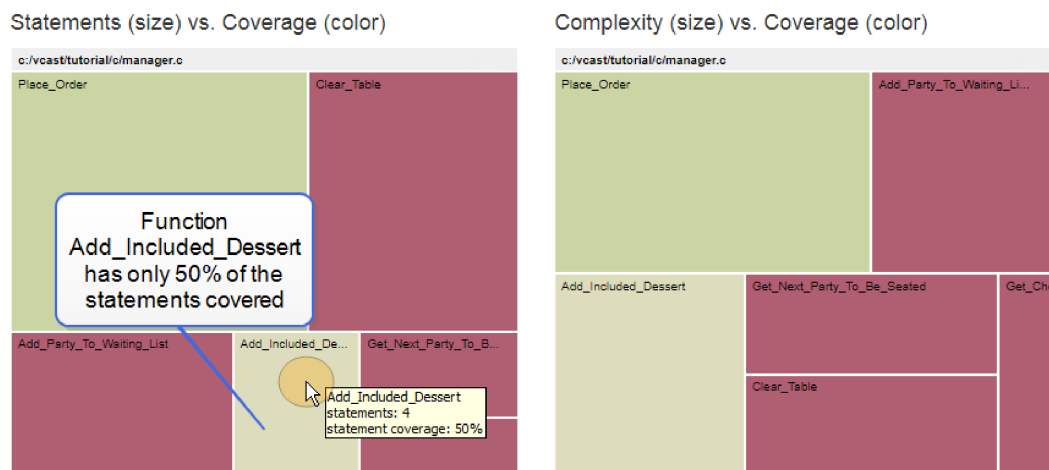 Statements (size) vs. Coverage (color)
c:/vcast/tutorial/c/manager.c
Place_Order
Clear_Table
Function
Add_Included_Dessert
has only 50% of the
statements covered
Add_Party_To_Waiting_List
Add_Included_De...
Get_Next_Party_To_B...
Add_Included_Dessert
statements: 4
statement coverage: 50%
Complexity (size) vs. Coverage (color)
c:/vcast/tutorial/c/manager.c
Place_Order
Add_Party_To_Waiting_Li...
Add_Included_Dessert
Get_Next_Party_To_Be_Seated
Get_Che
Clear_Table